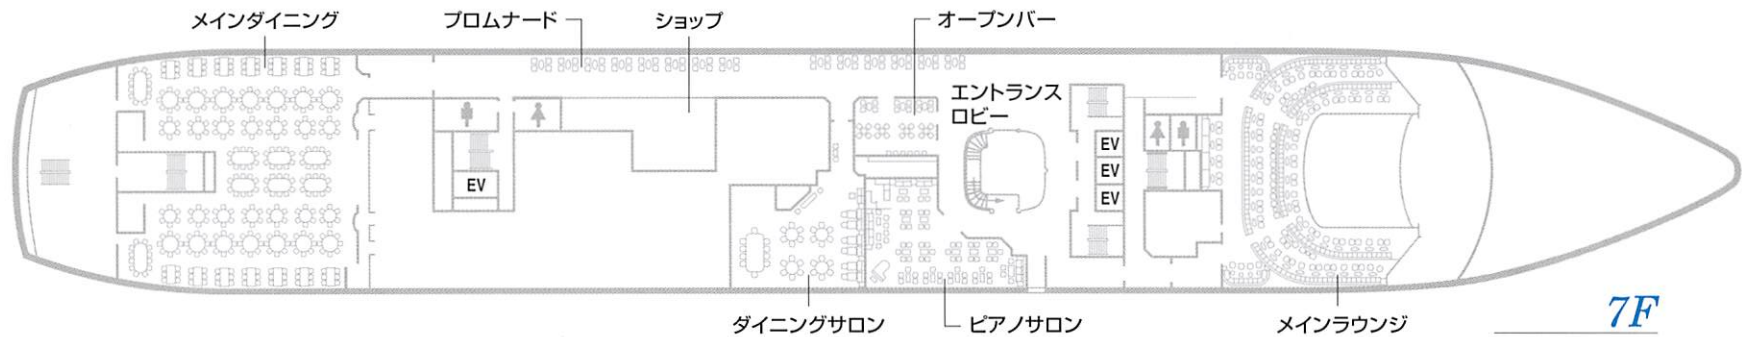 メインダイニング
プロムナード
ショップ
オープンバー
エントランス
ロビー
EV
EV
EV
EV
ダイニングサロン
ピアノサロン
メインラウンジ
7F